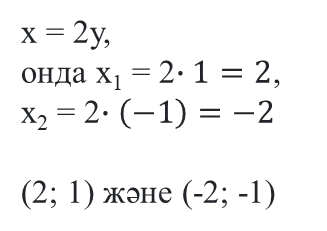 x = 2y,
онда x₁ = 2· 1 = 2,
x₂ = 2· (−1) = −2
(2; 1) және (-2; -1)